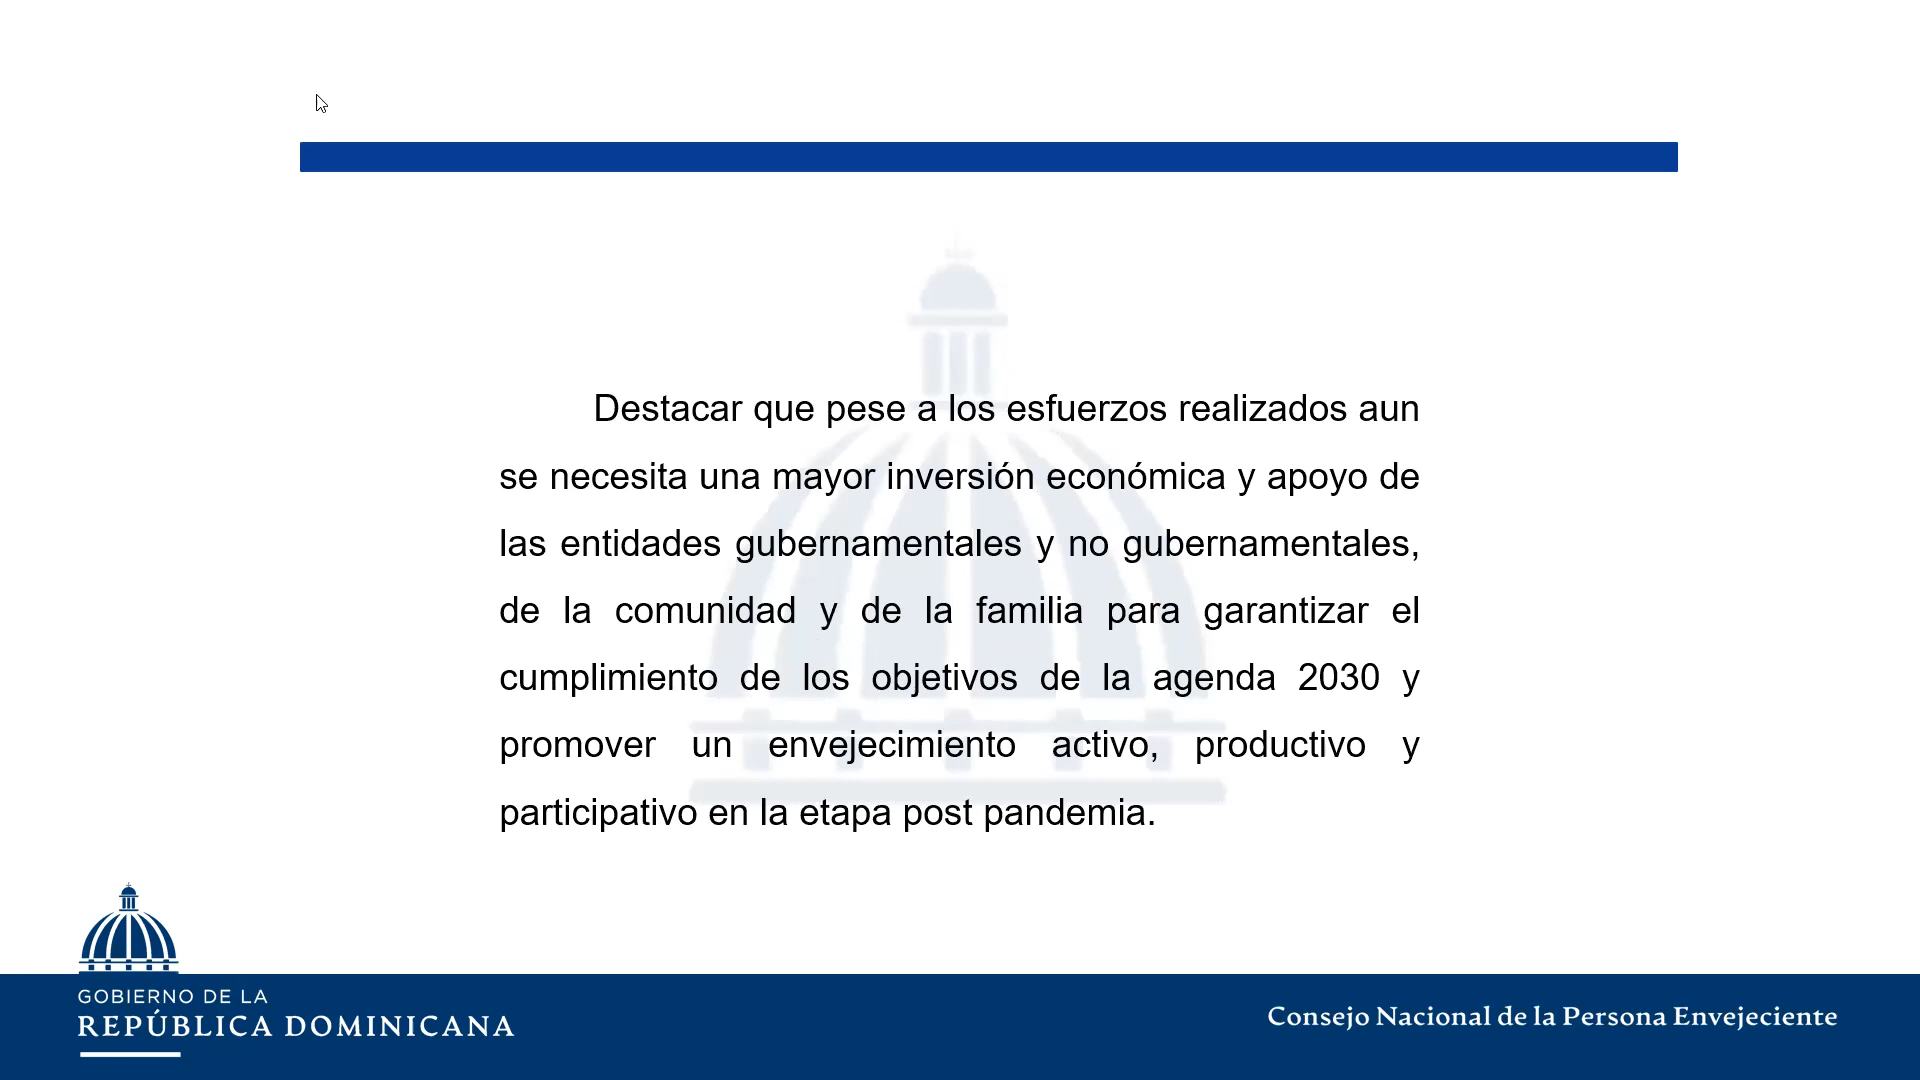 Destacar que pese a los esfuerzos realizados aun
se necesita una mayor inversión económica y apoyo de
las entidades gubernamentales y no gubernamentales,
de la comunidad y de la familia para garantizar el
cumplimiento de los objetivos de la agenda 2030 y
promover un envejecimiento activo, productivo y
participativo en la etapa post pandemia.
GOBIERNO DE LA
REPÚBLICA DOMINICANA
Consejo Nacional de la Persona Envejeciente